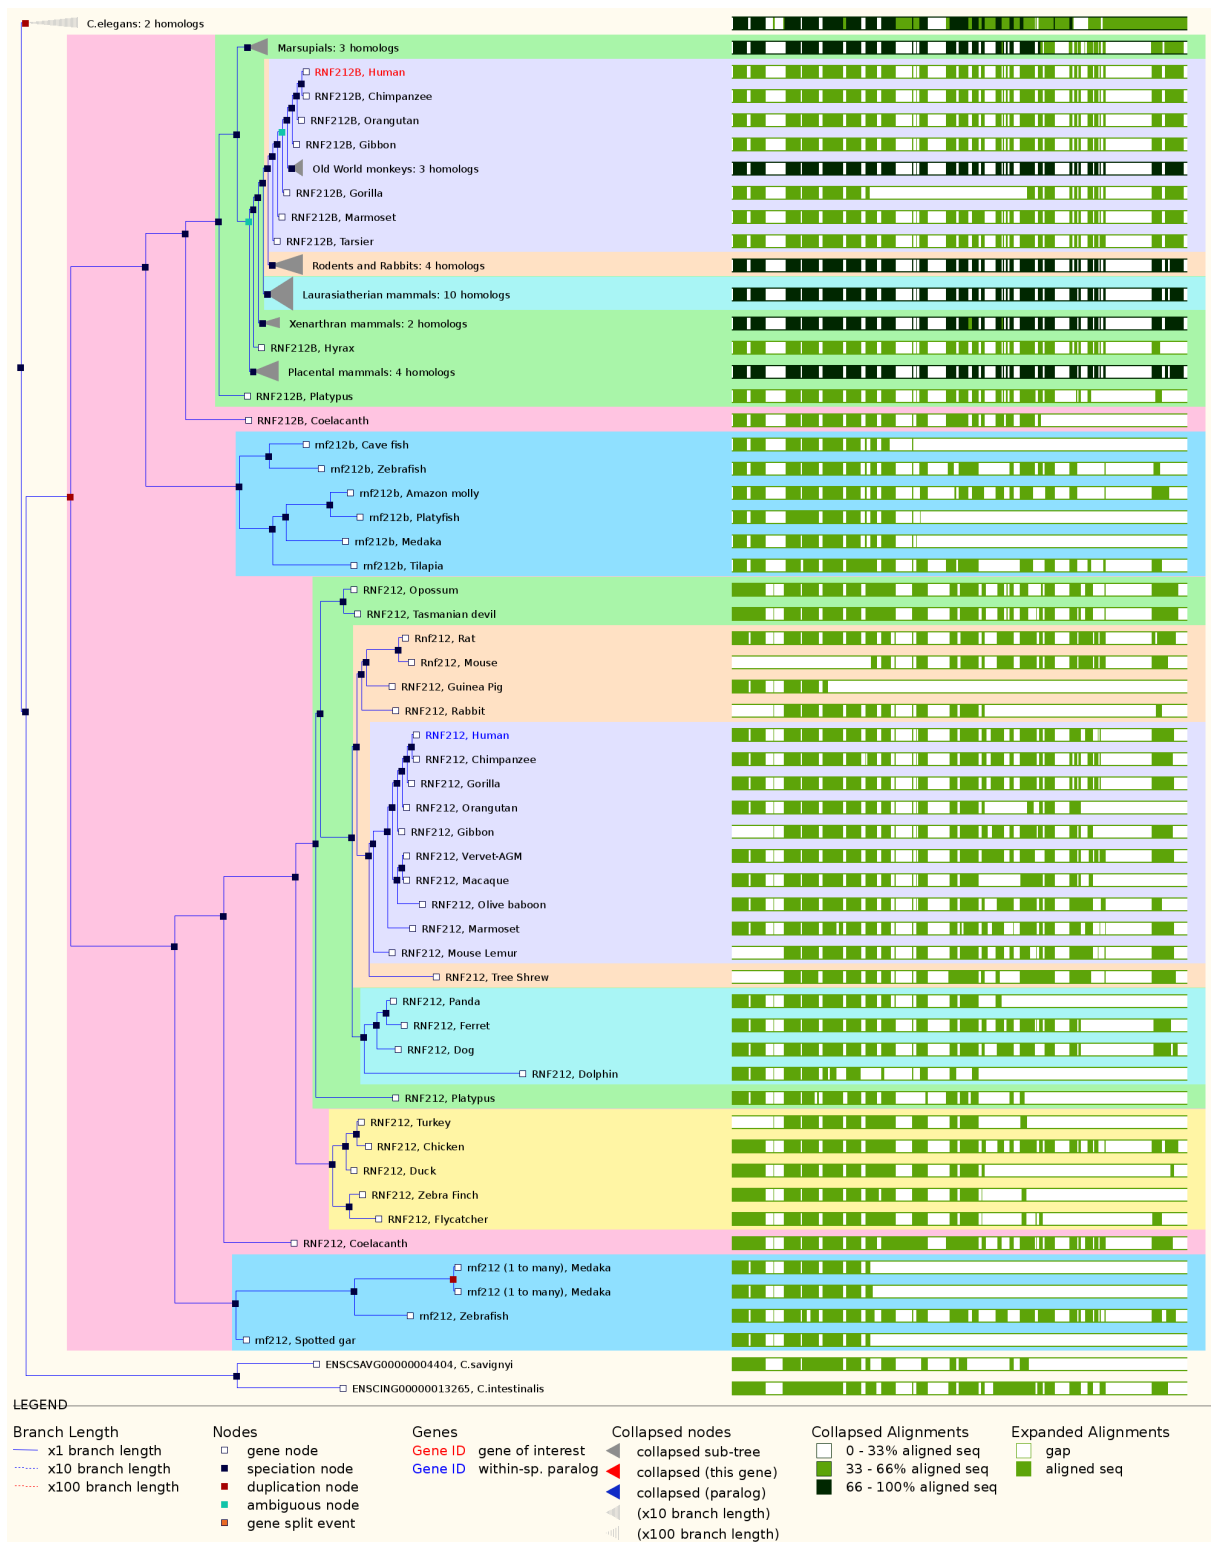 C.elegans: 2 homologs
Marsupials: 3 homologs
RNF212B, Human
RNF212B, Chimpanzee
RNF212B, Orangutan
RNF212B, Gibbon
Old World monkeys: 3 homologs
RNF212B, Gorilla
RNF212B, Marmoset
RNF212B, Tarsier
Rodents and Rabbits: 4 homologs
Laurasiatherian mammals: 10 homologs
Xenarthran mammals: 2 homologs
RNF212B, Hyrax
Placental mammals: 4 homologs
RNF212B, Platypus
RNF212B, Coelacanth
rnf212b, Cave fish
rnf212b, Zebrafish
rnf212b, Amazon molly
rnf212b, Platyfish
rnf212b, Medaka
rnf212b, Tilapia
RNF212, Opossum
RNF212, Tasmanian devil
Rnf212, Rat
Rnf212, Mouse
RNF212, Guinea Pig
RNF212, Rabbit
RNF212, Human
RNF212, Chimpanzee
RNF212, Gorilla
RNF212, Orangutan
RNF212, Gibbon
RNF212, Vervet-AGM
RNF212, Macaque
RNF212, Olive baboon
RNF212, Marmoset
RNF212, Mouse Lemur
RNF212, Tree Shrew
RNF212, Panda
RNF212, Ferret
RNF212, Dog
RNF212, Dolphin
RNF212, Platypus
RNF212, Turkey
RNF212, Chicken
RNF212, Duck
RNF212, Zebra Finch
RNF212, Flycatcher
RNF212, Coelacanth
rnf212 (1 to many), Medaka
rnf212 (1 to many), Medaka
rnf212, Zebrafish
rnf212, Spotted gar
ENSCSAVG00000004404, C.savignyi
ENSCING00000013265, C.intestinalis
LEGEND
Branch Length
x1 branch length
x10 branch length
x100 branch length
Nodes
gene node
speciation node
duplication node
ambiguous node
gene split event
Genes
Gene ID gene of interest
Gene ID within-sp. paralog
Collapsed nodes
collapsed sub-tree
collapsed (this gene)
collapsed (paralog)
(x10 branch length)
(x100 branch length)
Collapsed Alignments
0 - 33% aligned seq
33 - 66% aligned seq
66 - 100% aligned seq
Expanded Alignments
gap
aligned seq